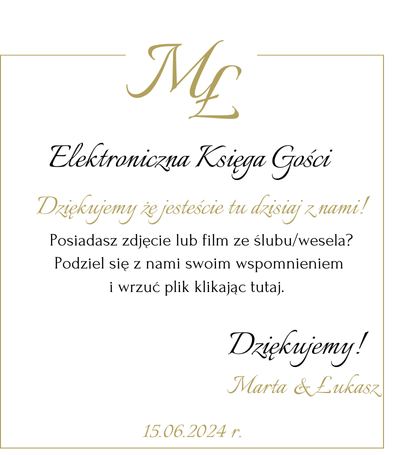 MŁ
Elektroniczna Księga Gości
Dziękujemy że jesteście tu dzisiaj z nami!
Posiadasz zdjęcie lub film ze ślubu/wesela?
Podziel się z nami swoim wspomnieniem
i wrzuć plik klikając tutaj.
Dziękujemy!
Marta & Łukasz
15.06.2024 r.